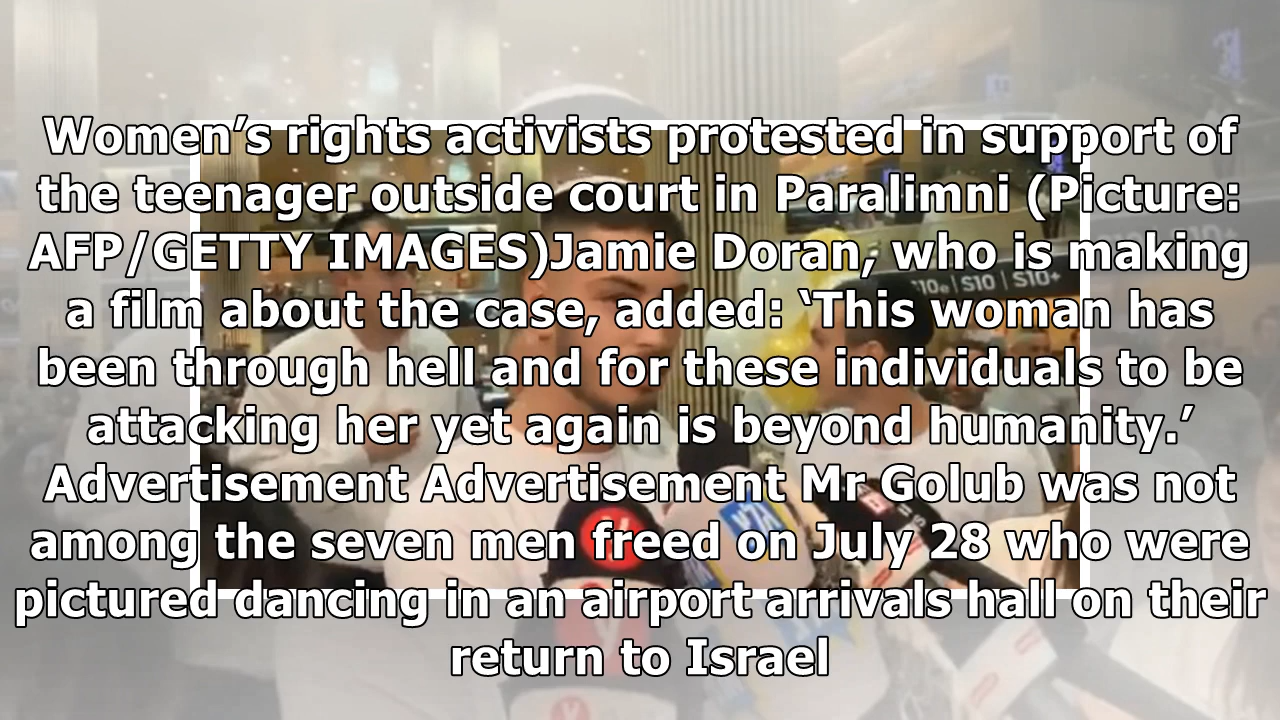 Women’s rights activists protested in support of
the teenager outside court in Paralimni (Picture:
AFP/GETTY IMAGES)Jamie Doran, who is making
a film about the case, added: ‘This woman has
been through hell and for these individuals to be
attacking her yet again is beyond humanity.’
Advertisement Advertisement Mr Golub was not
among the seven men freed on July 28 who were
pictured dancing in an airport arrivals hall on their
return to Israel
S10e | S10 | S10+